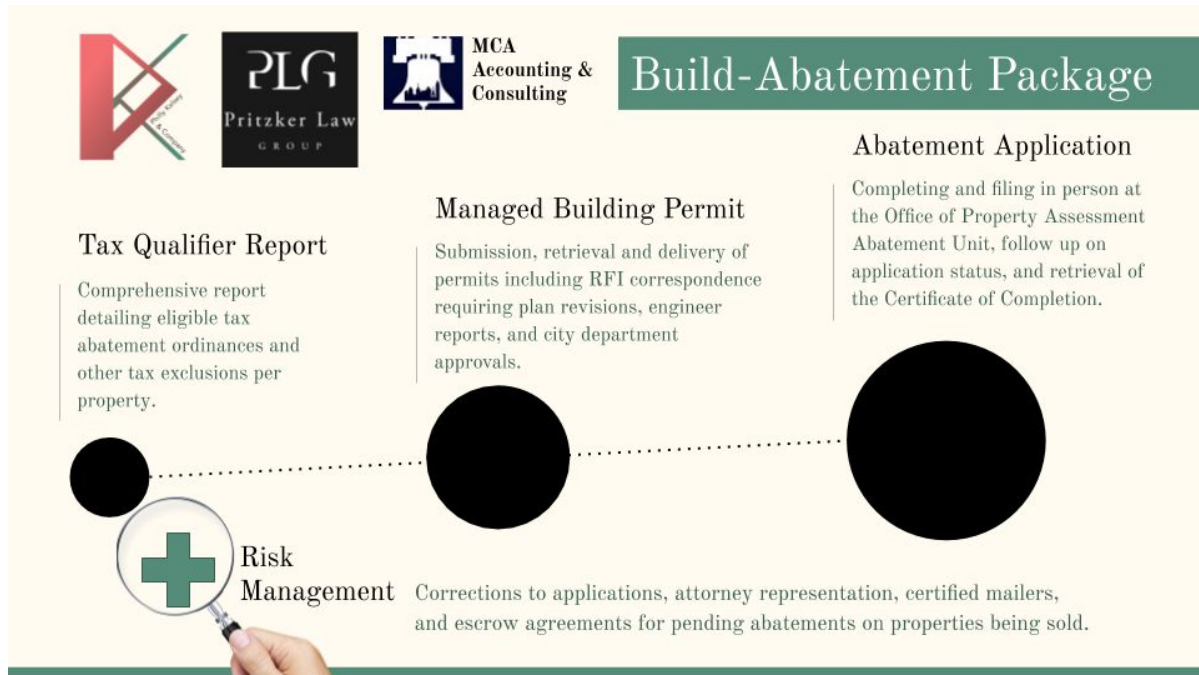 Philly Kelsey
& Company
PLG
Pritzker Law
GROUP
MCA
Accounting &
Consulting
Build-Abatement Package
Tax Qualifier Report
Comprehensive report
detailing eligible tax
abatement ordinances and
other tax exclusions per
property.
Managed Building Permit
Submission, retrieval and delivery of
permits including RFI correspondence
requiring plan revisions, engineer
reports, and city department
approvals.
Abatement Application
Completing and filing in person at
the Office of Property Assessment
Abatement Unit, follow up on
application status, and retrieval of
the Certificate of Completion.
Risk
Management
Corrections to applications, attorney representation, certified mailers,
and escrow agreements for pending abatements on properties being sold.